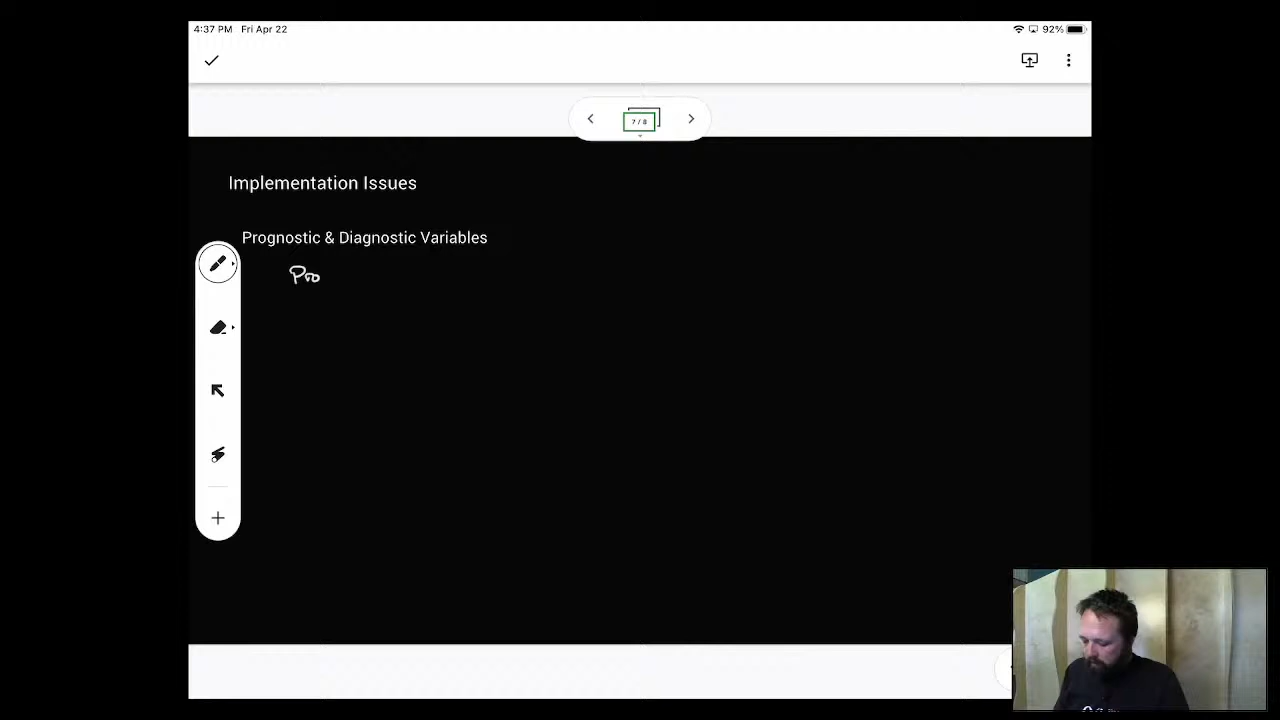 4:37 PM Fri Apr 22
92%
7 / 8
Implementation Issues
Prognostic & Diagnostic Variables
Pro